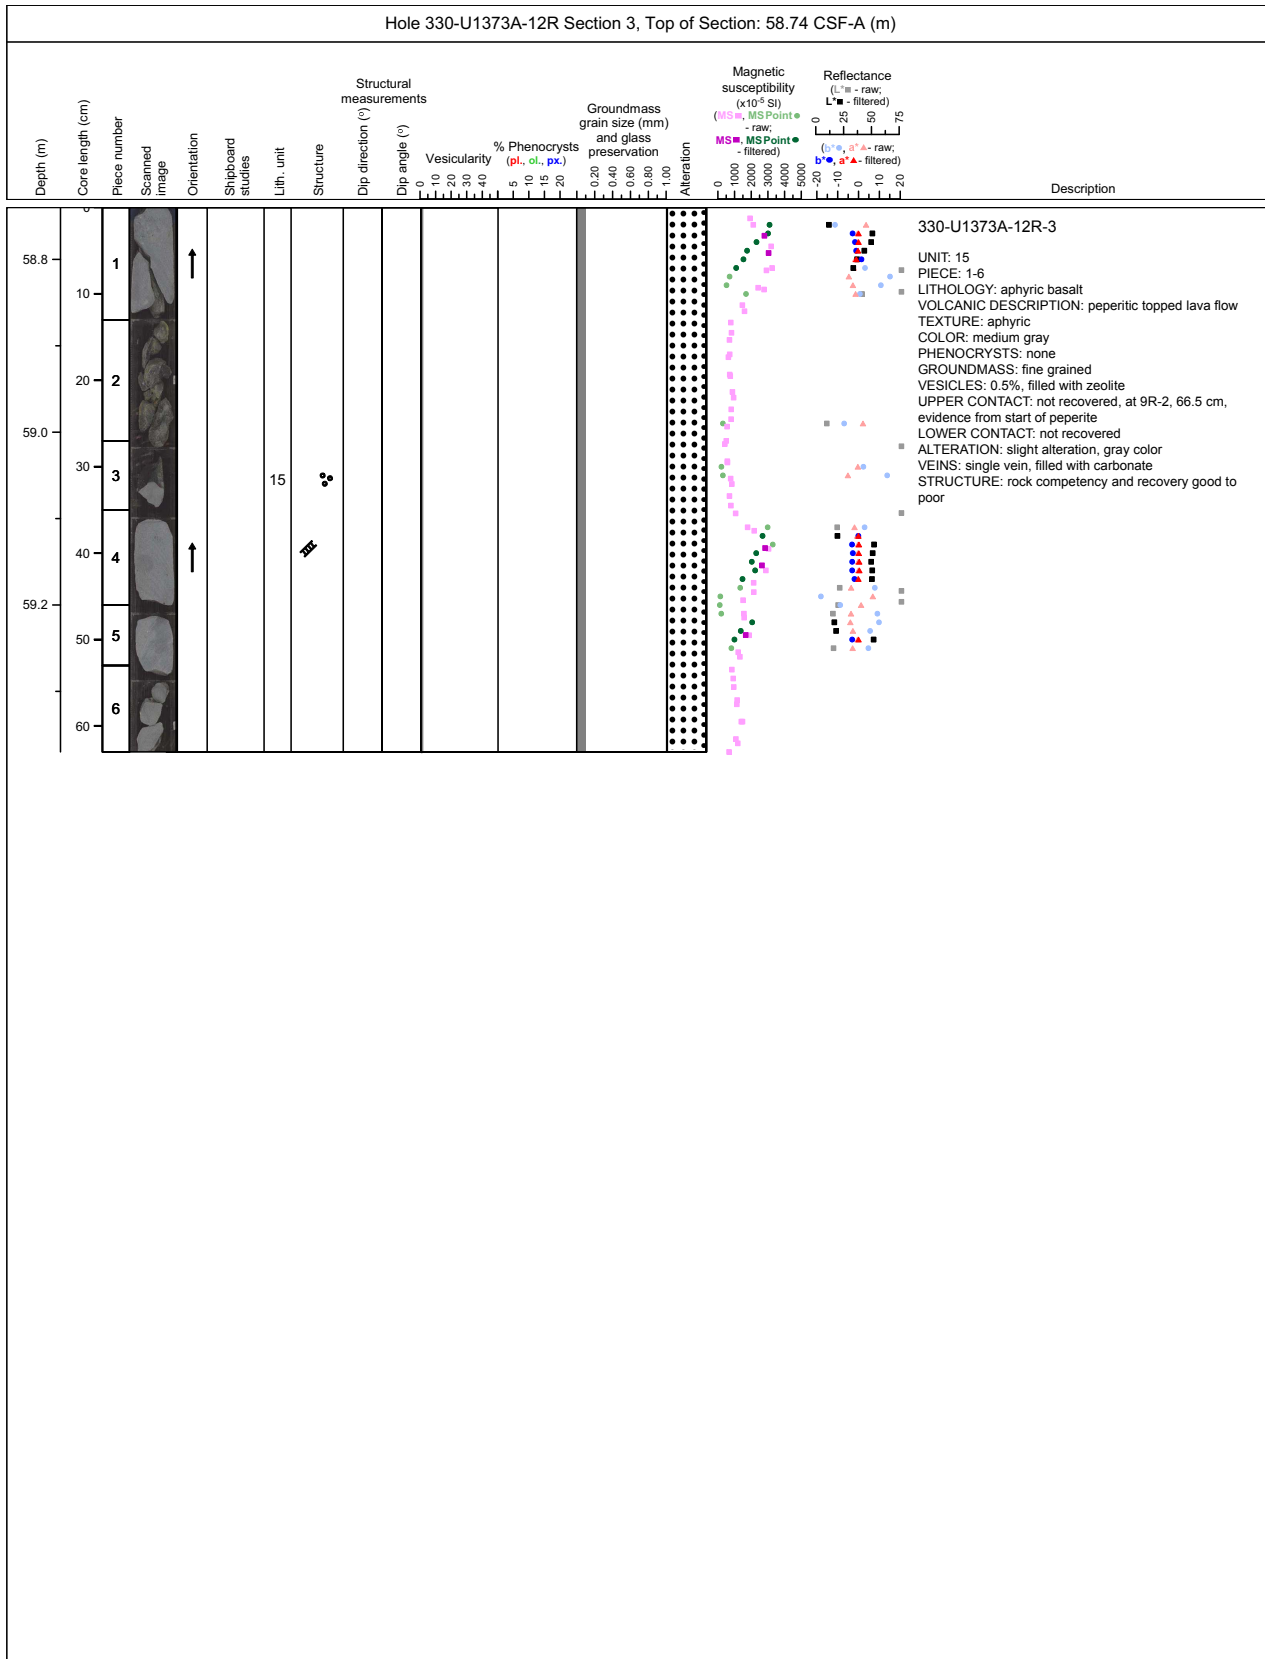 Hole 330-U1373A-12R Section 3, Top of Section: 58.74 CSF-A (m)
Depth (m)
Core length (cm)
Piece number
Scanned
image
Orientation
Shipboard
studies
Lith. unit
Structure
Structural
measurements
Dip direction (º)
Dip angle (º)
Vesicularity
0 10 20 30 40
% Phenocrysts
(pl., ol., px.)
5 10 15 20
Groundmass
grain size (mm)
and glass
preservation
0.20 0.40 0.60 0.80 1.00
Alteration
Magnetic
susceptibility
(x10-5 SI)
(MS■, MSPoint●
- raw;
MS■, MSPoint●
- filtered)
0 1000 2000 3000 4000 5000
Reflectance
(L*■ - raw;
L*■ - filtered)
0 25 50 75
(b*●, a*▲- raw;
b*●, a*▲- filtered)
-20 -10 0 10 20
Description
58.8
59.0
59.2
0
10
20
30
40
50
60
1
2
3
4
5
6
15
330-U1373A-12R-3
UNIT: 15
PIECE: 1-6
LITHOLOGY: aphyric basalt
VOLCANIC DESCRIPTION: peperitic topped lava flow
TEXTURE: aphyric
COLOR: medium gray
PHENOCRYSTS: none
GROUNDMASS: fine grained
VESICLES: 0.5%, filled with zeolite
UPPER CONTACT: not recovered, at 9R-2, 66.5 cm,
evidence from start of peperite
LOWER CONTACT: not recovered
ALTERATION: slight alteration, gray color
VEINS: single vein, filled with carbonate
STRUCTURE: rock competency and recovery good to
poor